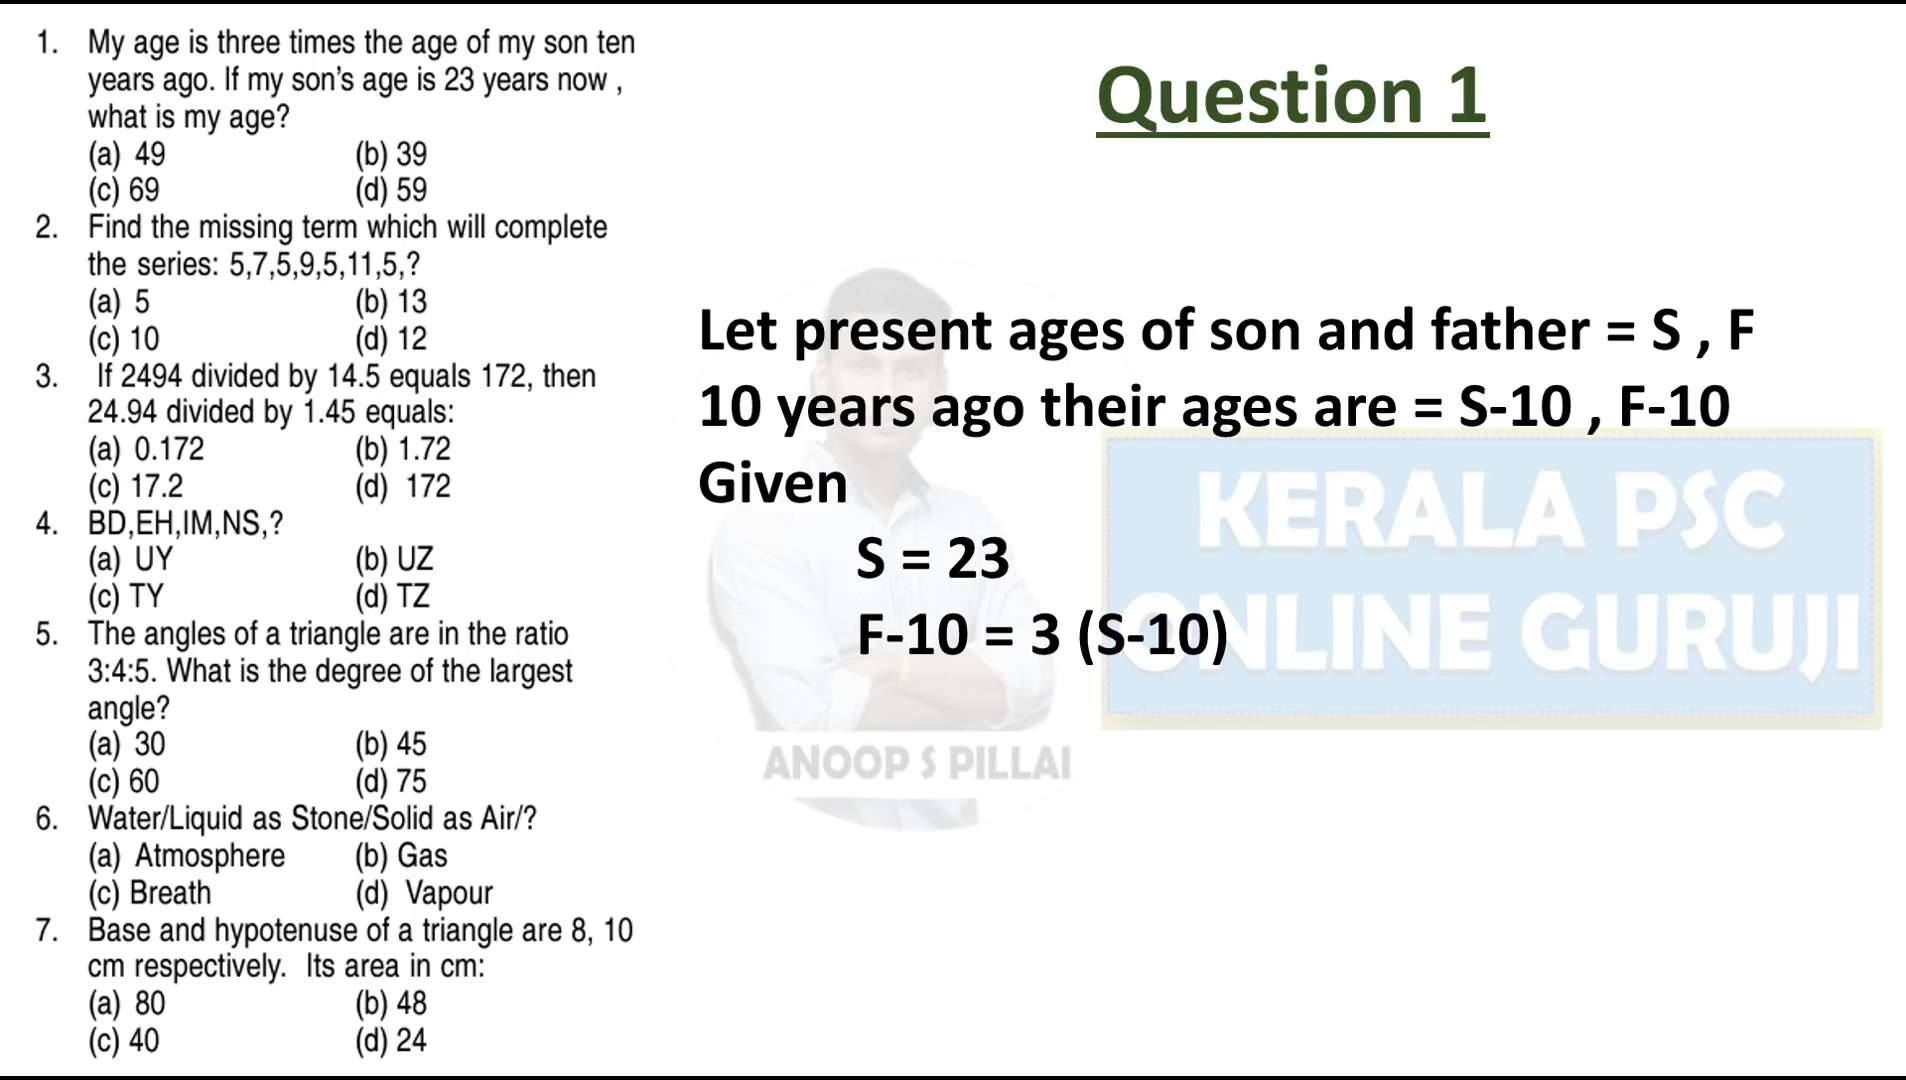 1. My age is three times the age of my son ten
years ago. If my son's age is 23 years now ,
what is my age?
(a) 49 (b) 39
(c) 69 (d) 59
2. Find the missing term which will complete
the series: 5,7,5,9,5,11,5,?
(a) 5 (b) 13
(c) 10 (d) 12
3. If 2494 divided by 14.5 equals 172, then
24.94 divided by 1.45 equals:
(a) 0.172 (b) 1.72
(c) 17.2 (d) 172
4. BD,EH,IM,NS,?
(a) UY (b) UZ
(c) TY (d) TZ
5. The angles of a triangle are in the ratio
3:4:5. What is the degree of the largest
angle?
(a) 30 (b) 45
(c) 60 (d) 75
6. Water/Liquid as Stone/Solid as Air/?
(a) Atmosphere (b) Gas
(c) Breath (d) Vapour
7. Base and hypotenuse of a triangle are 8, 10
cm respectively. Its area in cm:
(a) 80 (b) 48
(c) 40 (d) 24
Question 1
Let present ages of son and father = S , F
10 years ago their ages are = S-10 , F-10
Given
S = 23
F-10 = 3 (S-10)
KERALA PSC
ONLINE GURUJI
ANOOP S PILLAI